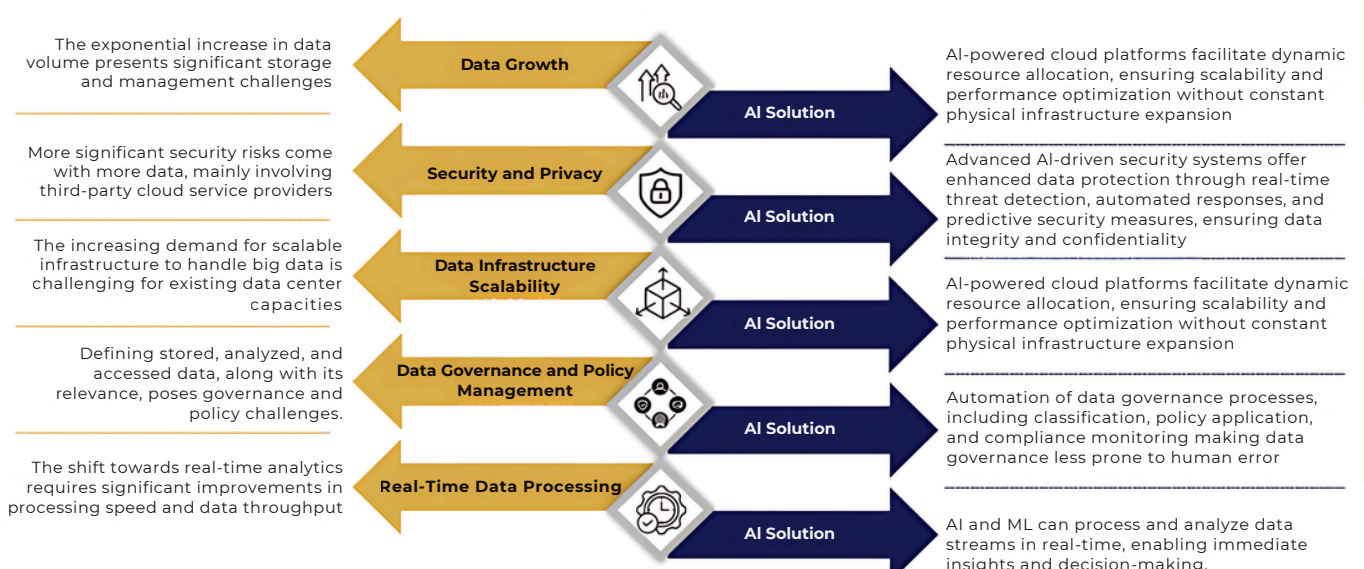 The exponential increase in data
volume presents significant storage
and management challenges
Data Growth
AI Solution
AI-powered cloud platforms facilitate dynamic
resource allocation, ensuring scalability and
performance optimization without constant
physical infrastructure expansion
More significant security risks come
with more data, mainly involving
third-party cloud service providers
Security and Privacy
AI Solution
Advanced AI-driven security systems offer
enhanced data protection through real-time
threat detection, automated responses, and
predictive security measures, ensuring data
integrity and confidentiality
The increasing demand for scalable
infrastructure to handle big data is
challenging for existing data center
capacities
Data Infrastructure
Scalability
AI Solution
AI-powered cloud platforms facilitate dynamic
resource allocation, ensuring scalability and
performance optimization without constant
physical infrastructure expansion
Defining stored, analyzed, and
accessed data, along with its
relevance, poses governance and
policy challenges.
Data Governance and Policy
Management
AI Solution
Automation of data governance processes,
including classification, policy application,
and compliance monitoring making data
governance less prone to human error
The shift towards real-time analytics
requires significant improvements in
processing speed and data throughput
Real-Time Data Processing
AI Solution
AI and ML can process and analyze data
streams in real-time, enabling immediate
insights and decision-making.